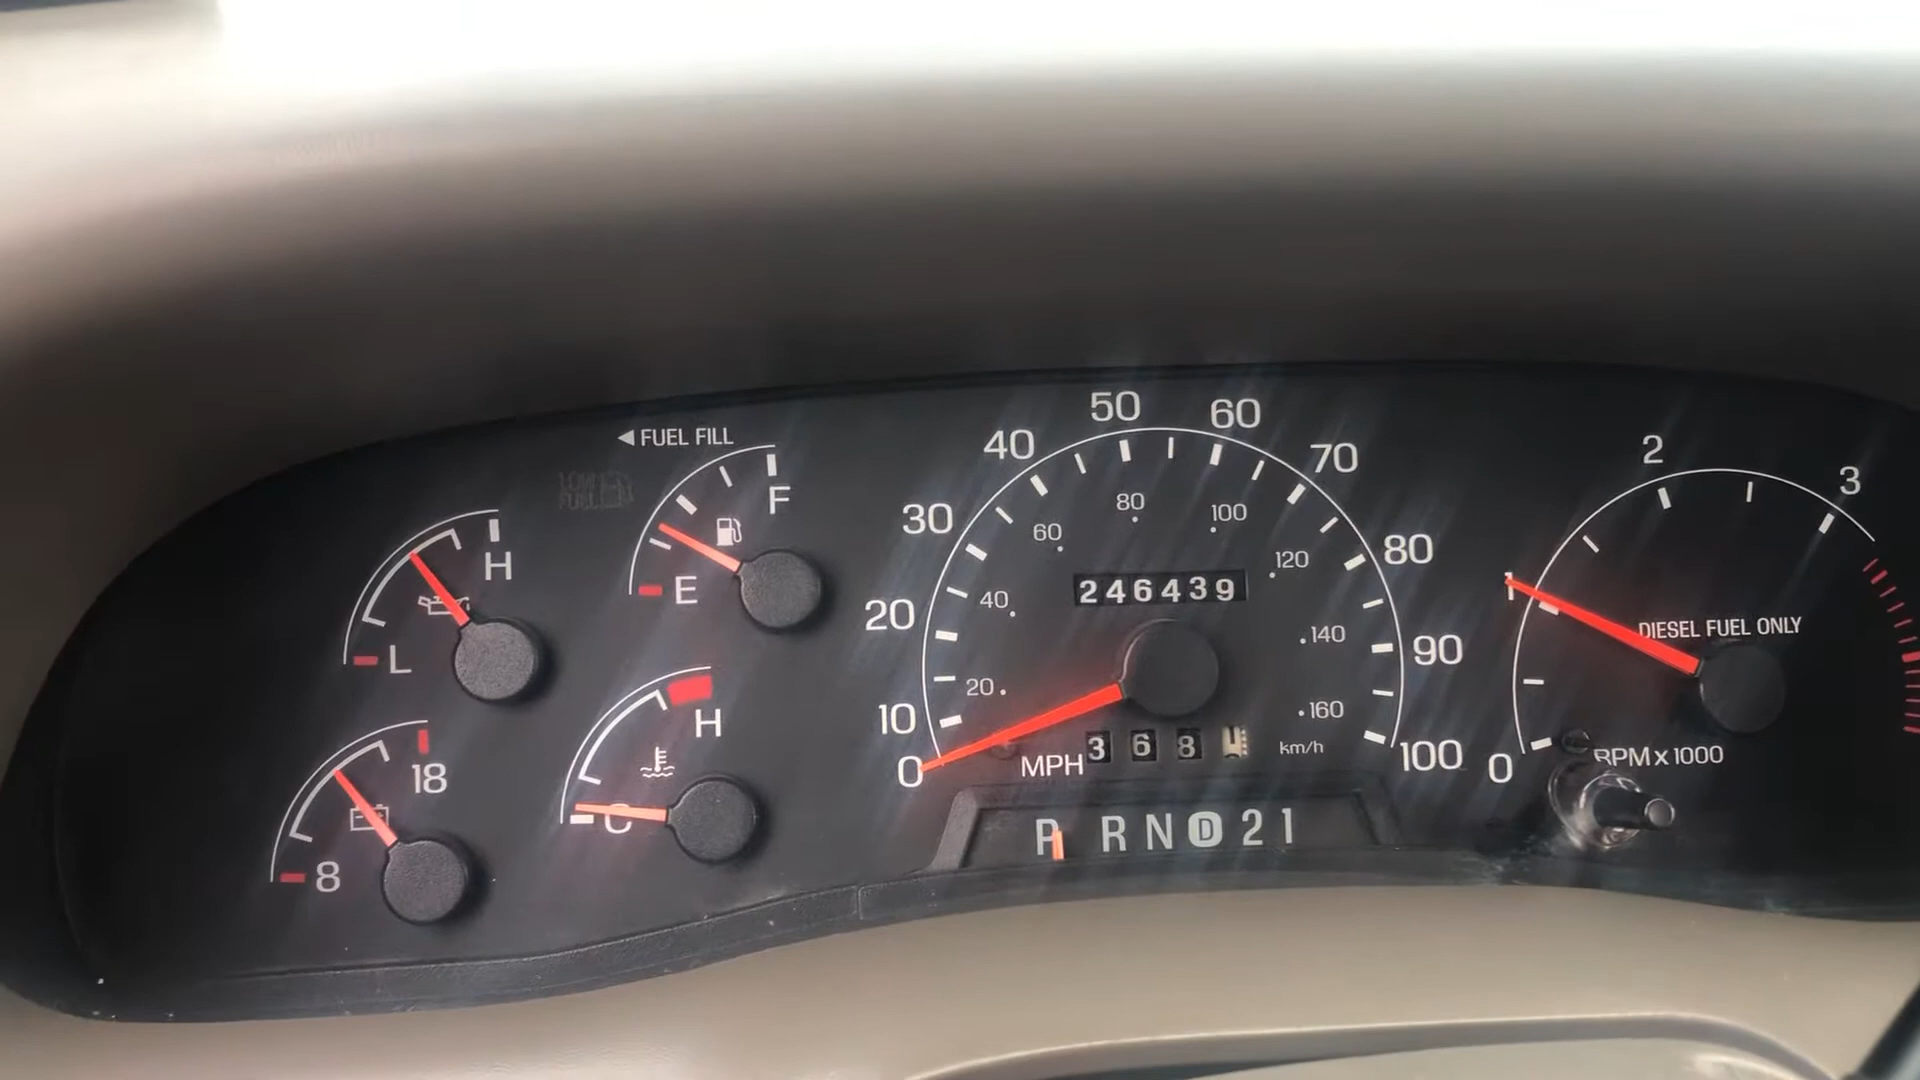 ◄ FUEL FILL
F
E
H
L
18
8
H
C
0
10
20
30
40
50
60
70
80
90
100
20
40
60
80
100
120
140
160
246439
MPH
368
km/h
P R N D 2 1
0
1
2
3
DIESEL FUEL ONLY
RPM x 1000